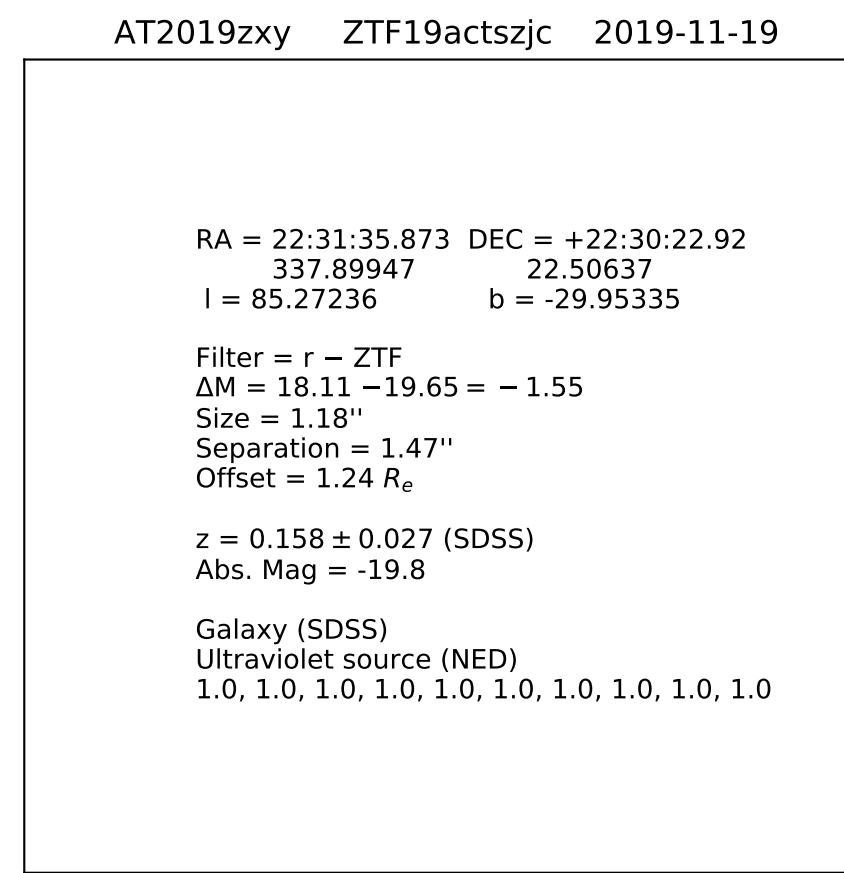 AT2019zxy ZTF19actszjc 2019-11-19
RA = 22:31:35.873 DEC = +22:30:22.92
337.89947 22.50637
l = 85.27236 b = -29.95335
Filter = r − ZTF
ΔM = 18.11 −19.65 = − 1.55
Size = 1.18''
Separation = 1.47''
Offset = 1.24 Rₑ
z = 0.158 ± 0.027 (SDSS)
Abs. Mag = -19.8
Galaxy (SDSS)
Ultraviolet source (NED)
1.0, 1.0, 1.0, 1.0, 1.0, 1.0, 1.0, 1.0, 1.0, 1.0